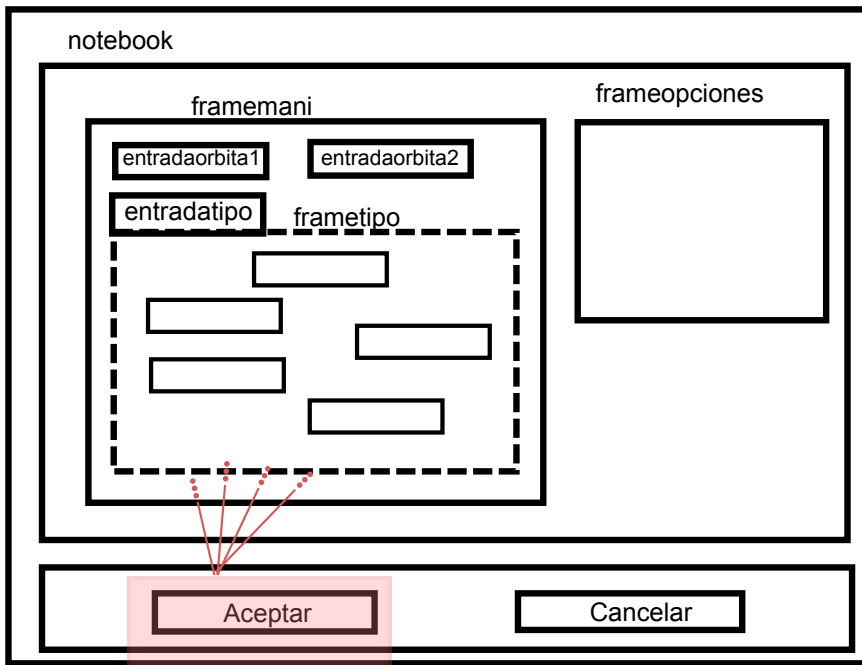 notebook
framemani
frameopciones
entradaorbita1
entradaorbita2
entradatipo
frametipo
Aceptar
Cancelar